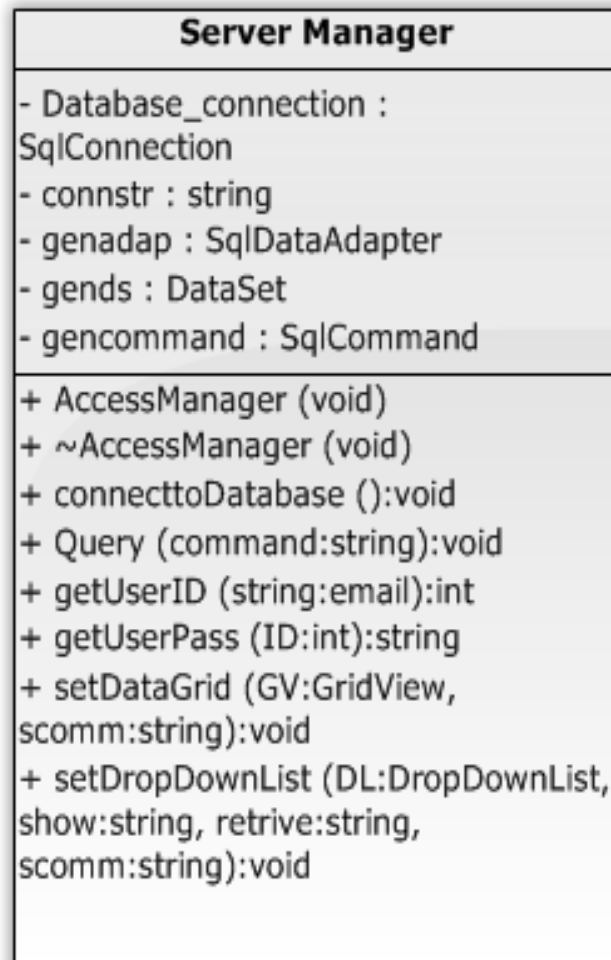 Server Manager
- Database_connection :
SqlConnection
- connstr : string
- genadap : SqlDataAdapter
- gends : DataSet
- gencommand : SqlCommand
+ AccessManager (void)
+ ~AccessManager (void)
+ connecttoDatabase ():void
+ Query (command:string):void
+ getUserID (string:email):int
+ getUserPass (ID:int):string
+ setDataGrid (GV:GridView,
scomm:string):void
+ setDropDownList (DL:DropDownList,
show:string, retrive:string,
scomm:string):void